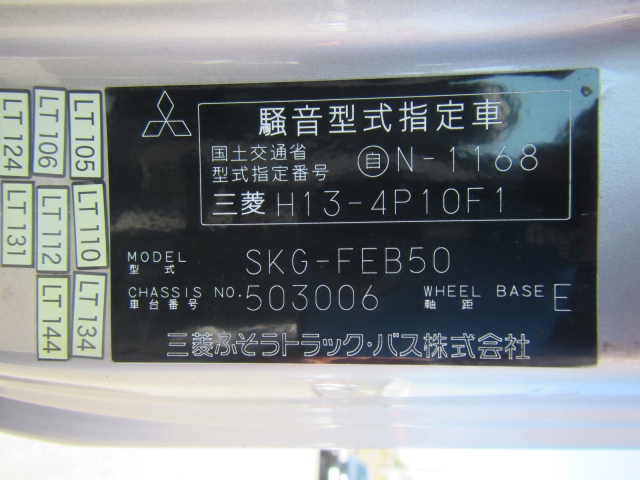 騒音型式指定車
国土交通省
型式指定番号
自 N-1168
三菱 H13-4P10F1
MODEL
型式
SKG-FEB50
CHASSIS NO.
車台番号
503006
WHEEL BASE
軸距
E
三菱ふそうトラック・バス株式会社
LT 105
LT 106
LT 124
LT 110
LT 112
LT 131
LT 134
LT 144